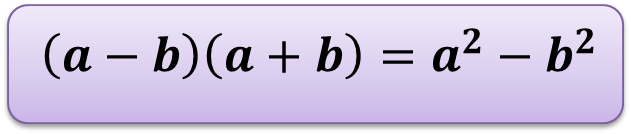 (a − b)(a + b) = a² − b²